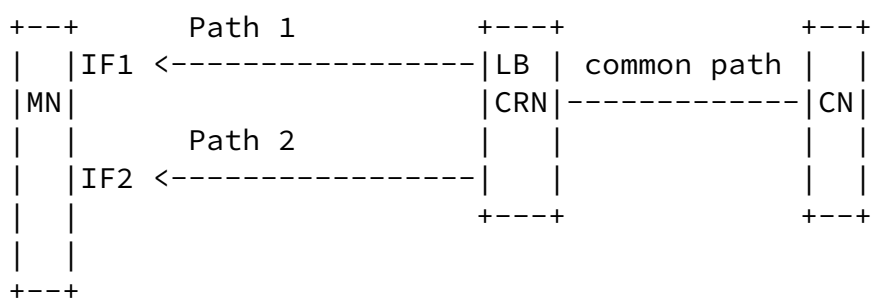 +--+ Path 1 +---+ +--+
| |IF1 <-----------------|LB | common path | |
|MN| |CRN|-------------|CN|
| | Path 2 | | | |
| |IF2 <-----------------| | | |
| | +---+ +--+
| |
+--+